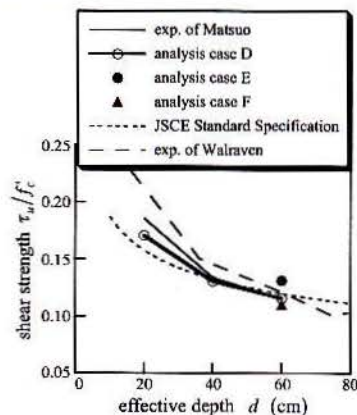 exp. of Matsuo
analysis case D
analysis case E
analysis case F
JSCE Standard Specification
exp. of Walraven
0.25
0.20
0.15
0.10
0.05
shear strength τu/f'c
0 20 40 60 80
effective depth d (cm)